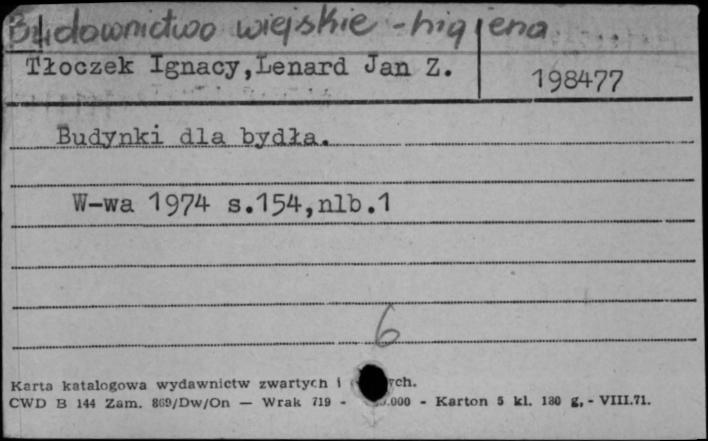 Budownictwo wiejskie - higiena
Tłoczek Ignacy, Lenard Jan Z.
198477
Budynki dla bydła.
W-wa 1974 s.154,nlb.1
6
Karta katalogowa wydawnictw zwartych i
CWD B 144 Zam. 869/Dw/On — Wrak 719 - .000 - Karton 5 kl. 180 g, - VIII.71.